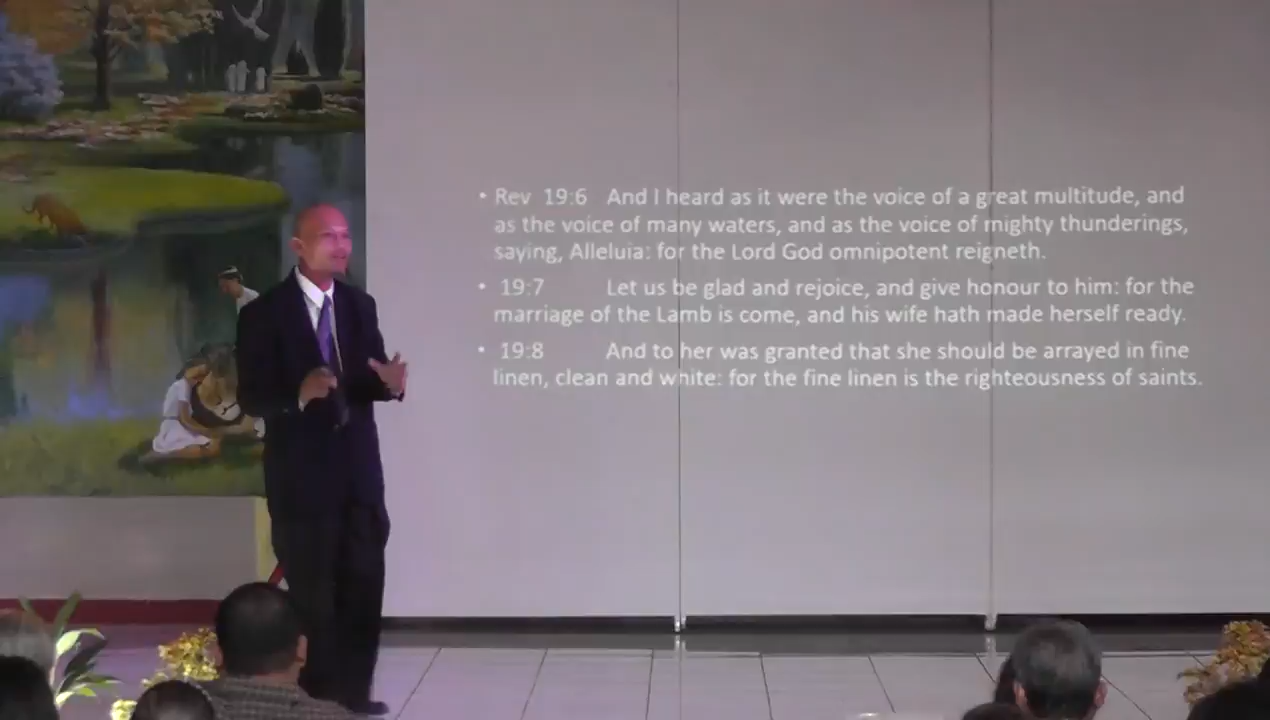 • Rev 19:6 And I heard as it were the voice of a great multitude, and
as the voice of many waters, and as the voice of mighty thunderings,
saying, Alleluia: for the Lord God omnipotent reigneth.
• 19:7 Let us be glad and rejoice, and give honour to him: for the
marriage of the Lamb is come, and his wife hath made herself ready.
• 19:8 And to her was granted that she should be arrayed in fine
linen, clean and white: for the fine linen is the righteousness of saints.